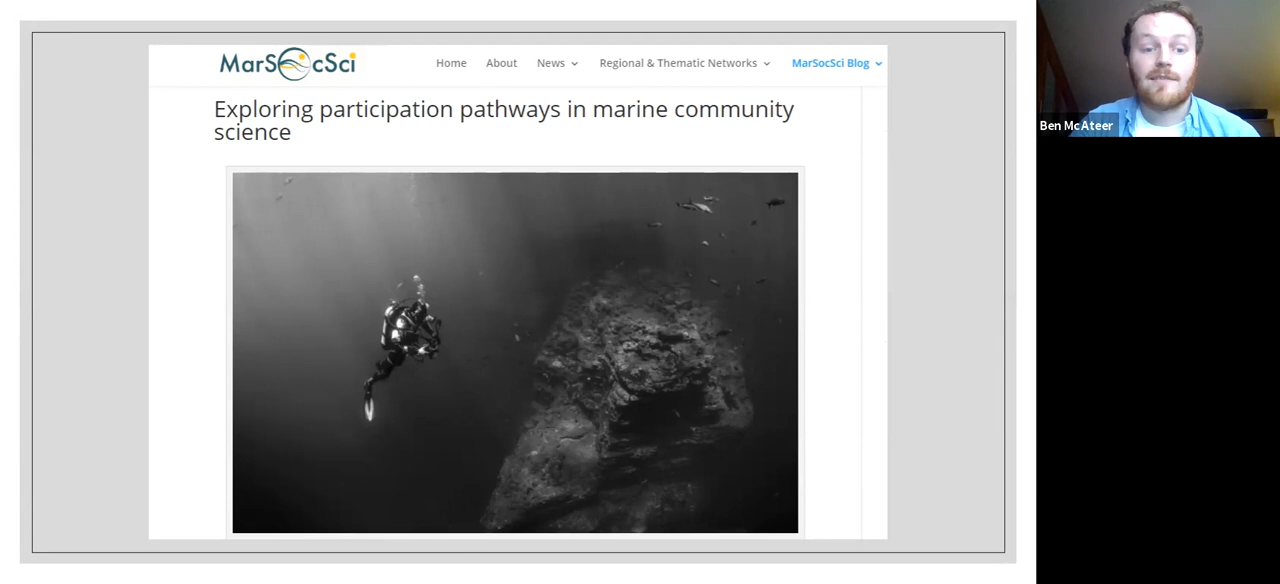 MarSocSci
Home About News Regional & Thematic Networks MarSocSci Blog
Exploring participation pathways in marine community
science
Ben McAteer